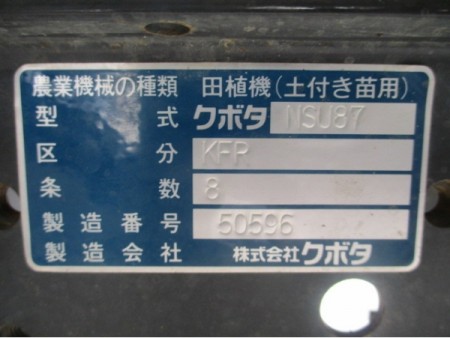 農業機械の種類 田植機(土付き苗用)
型式 クボタ NSU87
区分 KFR
条数 8
製造番号 50596
製造会社 株式会社クボタ